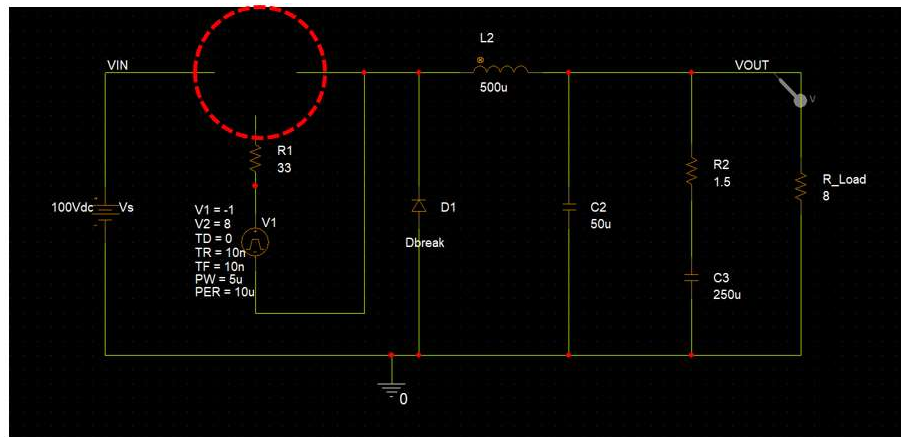 L2
VIN
VOUT
500u
V
R1
33
R2
1.5
R_Load
8
100Vdc
Vs
V1 = -1
V2 = 8
TD = 0
TR = 10n
TF = 10n
PW = 5u
PER = 10u
V1
D1
Dbreak
C2
50u
C3
250u
0